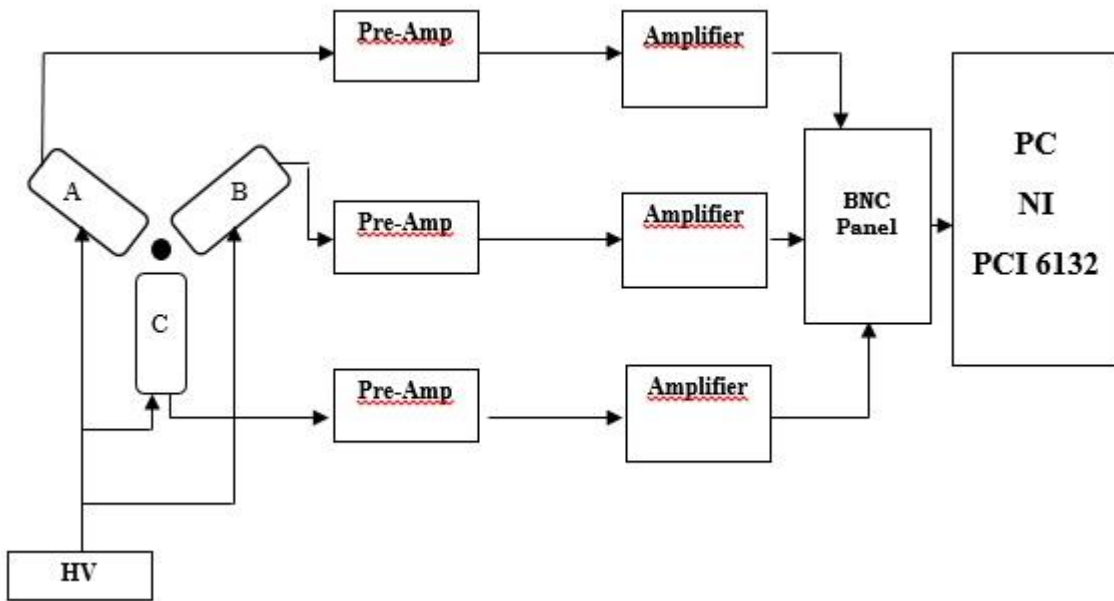 Pre-Amp
Amplifier
A
B
Pre-Amp
Amplifier
BNC
Panel
PC
NI
PCI 6132
C
Pre-Amp
Amplifier
HV